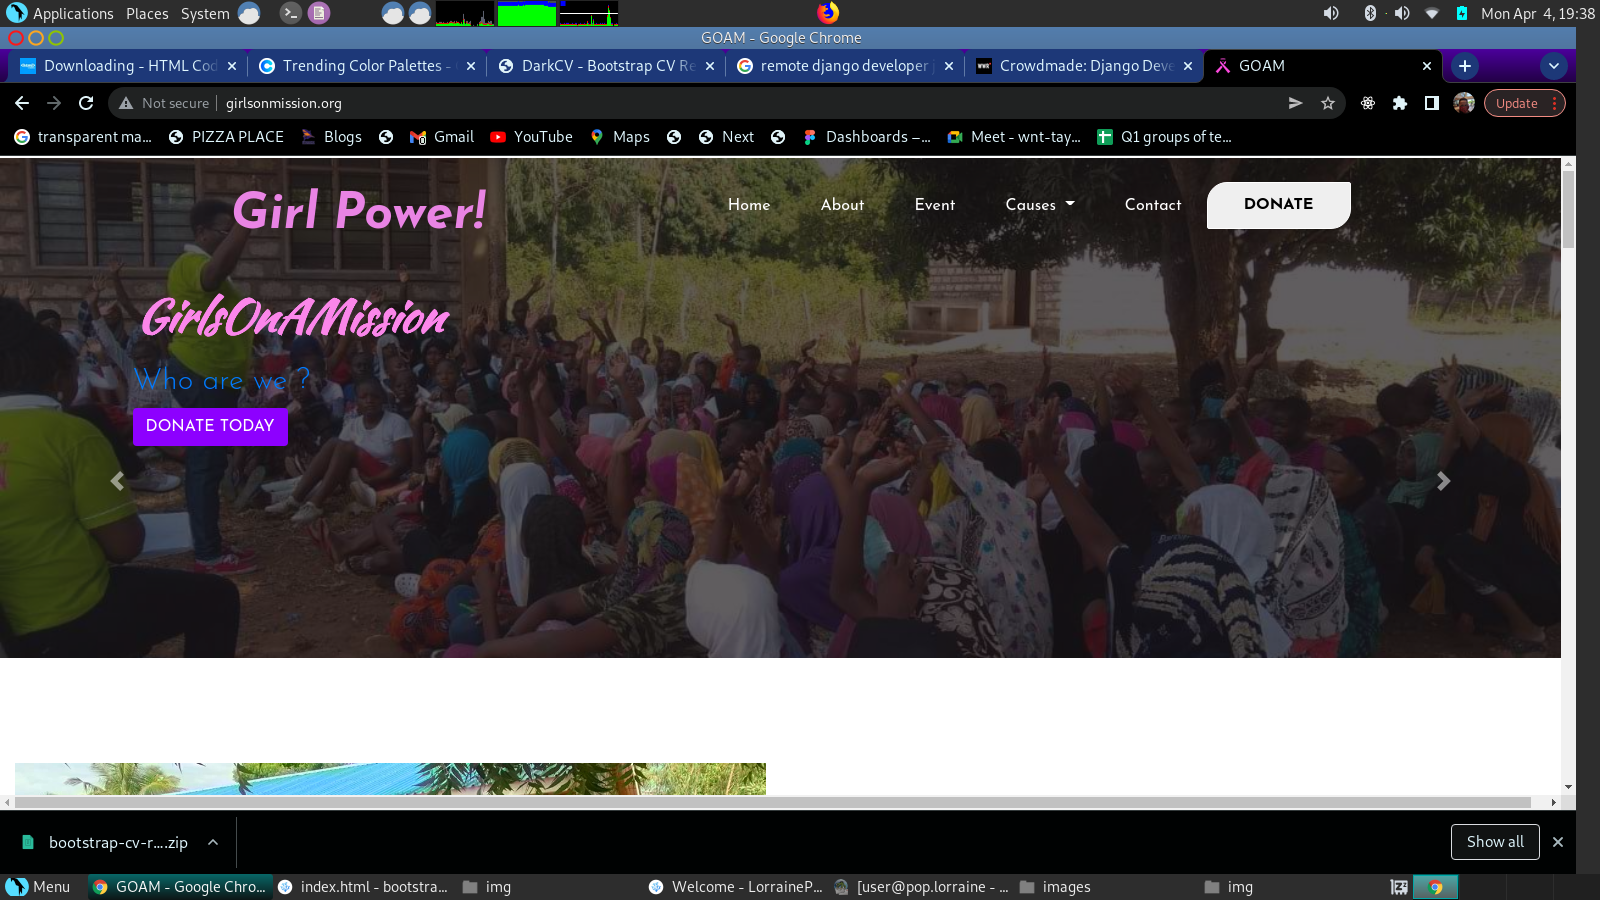 Applications Places System Mon Apr 4, 19:38
GOAM - Google Chrome
Downloading - HTML Cod Trending Color Palettes - DarkCV - Bootstrap CV Re remote django developer Crowdmade: Django Deve GOAM
Not secure girlsonmission.org Update
transparent ma... PIZZA PLACE Blogs Gmail YouTube Maps Next Dashboards –... Meet - wnt-tay... Q1 groups of te...
Girl Power! Home About Event Causes Contact DONATE
GirlsOnAMission
Who are we ?
DONATE TODAY
bootstrap-cv-r....zip Show all
Menu GOAM - Google Chro... index.html - bootstra... img Welcome - LorraineP... [user@pop.lorraine - ... images img